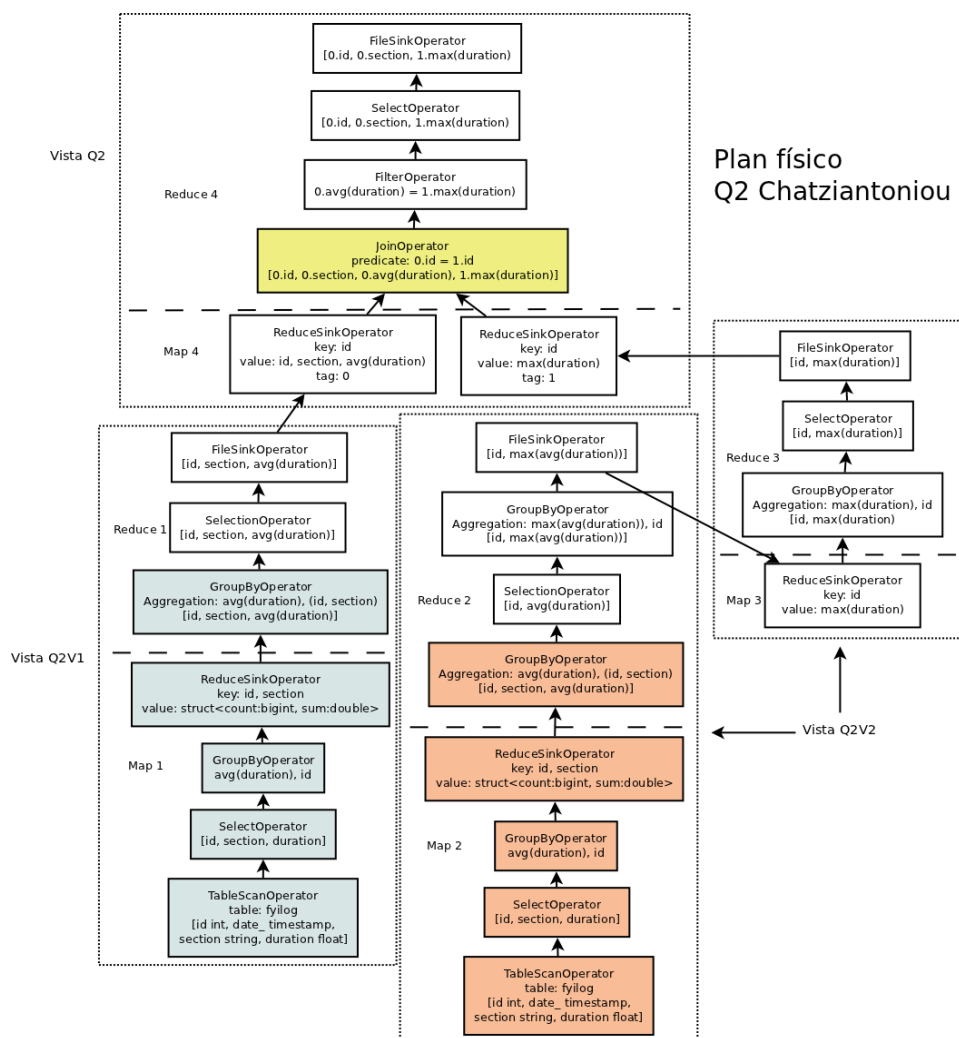 FileSinkOperator
[0.id, 0.section, 1.max(duration)
SelectOperator
[0.id, 0.section, 1.max(duration)
Vista Q2
FilterOperator
0.avg(duration) = 1.max(duration)
Reduce 4
Plan físico
Q2 Chatziantoniou
JoinOperator
predicate: 0.id = 1.id
[0.id, 0.section, 0.avg(duration), 1.max(duration)]
Map 4
ReduceSinkOperator
key: id
value: id, section, avg(duration)
tag: 0
ReduceSinkOperator
key: id
value: max(duration)
tag: 1
FileSinkOperator
[id, max(duration)]
SelectOperator
[id, max(duration)]
Reduce 3
GroupByOperator
Aggregation: max(duration), id
[id, max(duration)
Map 3
ReduceSinkOperator
key: id
value: max(duration)
FileSinkOperator
[id, section, avg(duration)]
Reduce 1
SelectionOperator
[id, section, avg(duration)]
GroupByOperator
Aggregation: avg(duration), (id, section)
[id, section, avg(duration)]
Vista Q2V1
ReduceSinkOperator
key: id, section
value: struct<count:bigint, sum:double>
Map 1
GroupByOperator
avg(duration), id
SelectOperator
[id, section, duration]
TableScanOperator
table: fyilog
[id int, date_ timestamp,
section string, duration float]
FileSinkOperator
[id, max(avg(duration))]
GroupByOperator
Aggregation: max(avg(duration)), id
[id, max(avg(duration))]
Reduce 2
SelectionOperator
[id, avg(duration)]
GroupByOperator
Aggregation: avg(duration), (id, section)
[id, section, avg(duration)]
Vista Q2V2
ReduceSinkOperator
key: id, section
value: struct<count:bigint, sum:double>
Map 2
GroupByOperator
avg(duration), id
SelectOperator
[id, section, duration]
TableScanOperator
table: fyilog
[id int, date_ timestamp,
section string, duration float]